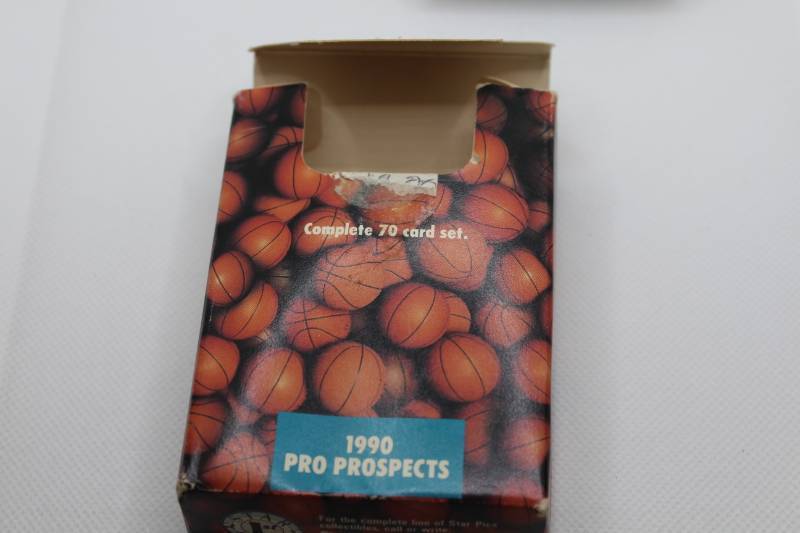 Complete 70 card set.
1990
PRO PROSPECTS
For the complete line of Star Pics
collectibles, call or write: